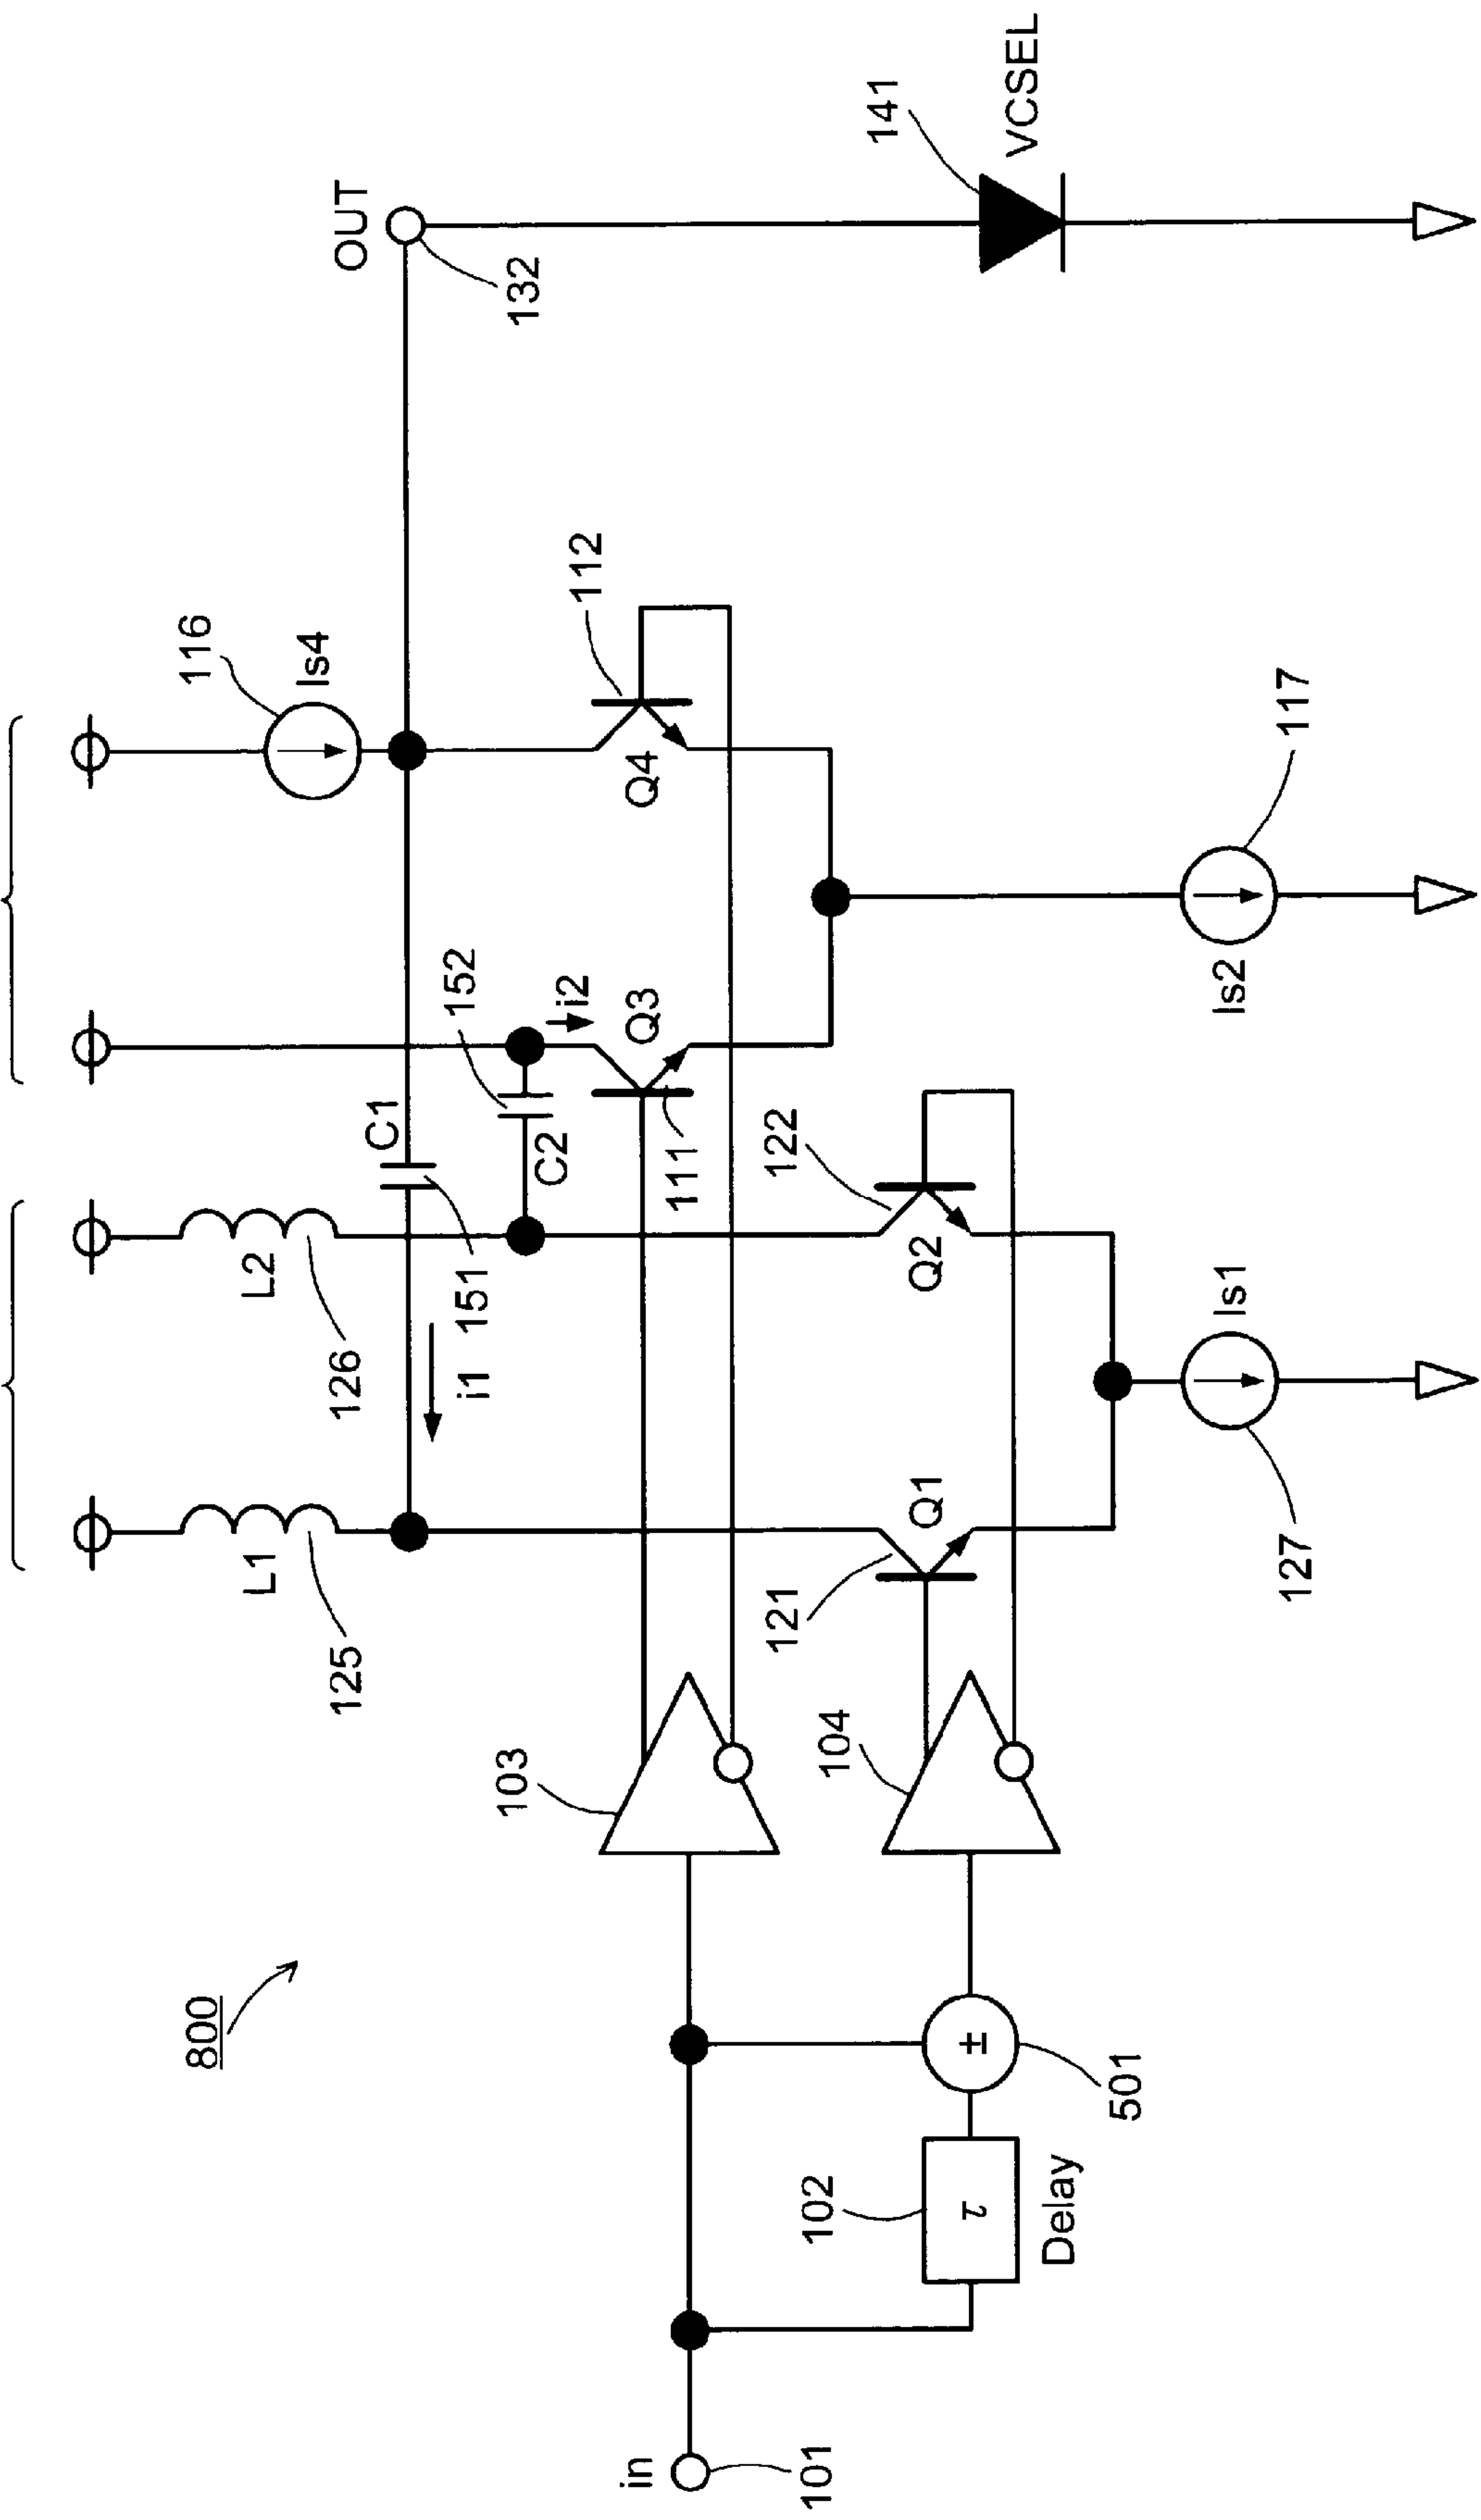 800
in
101
102
τ
Delay
±
501
103
104
L1
125
L2
126
i1
151
C1
C2
152
i2
Q3
111
Q4
112
116
Is4
OUT
132
141
VCSEL
Q1
121
Q2
122
Is1
127
Is2
117